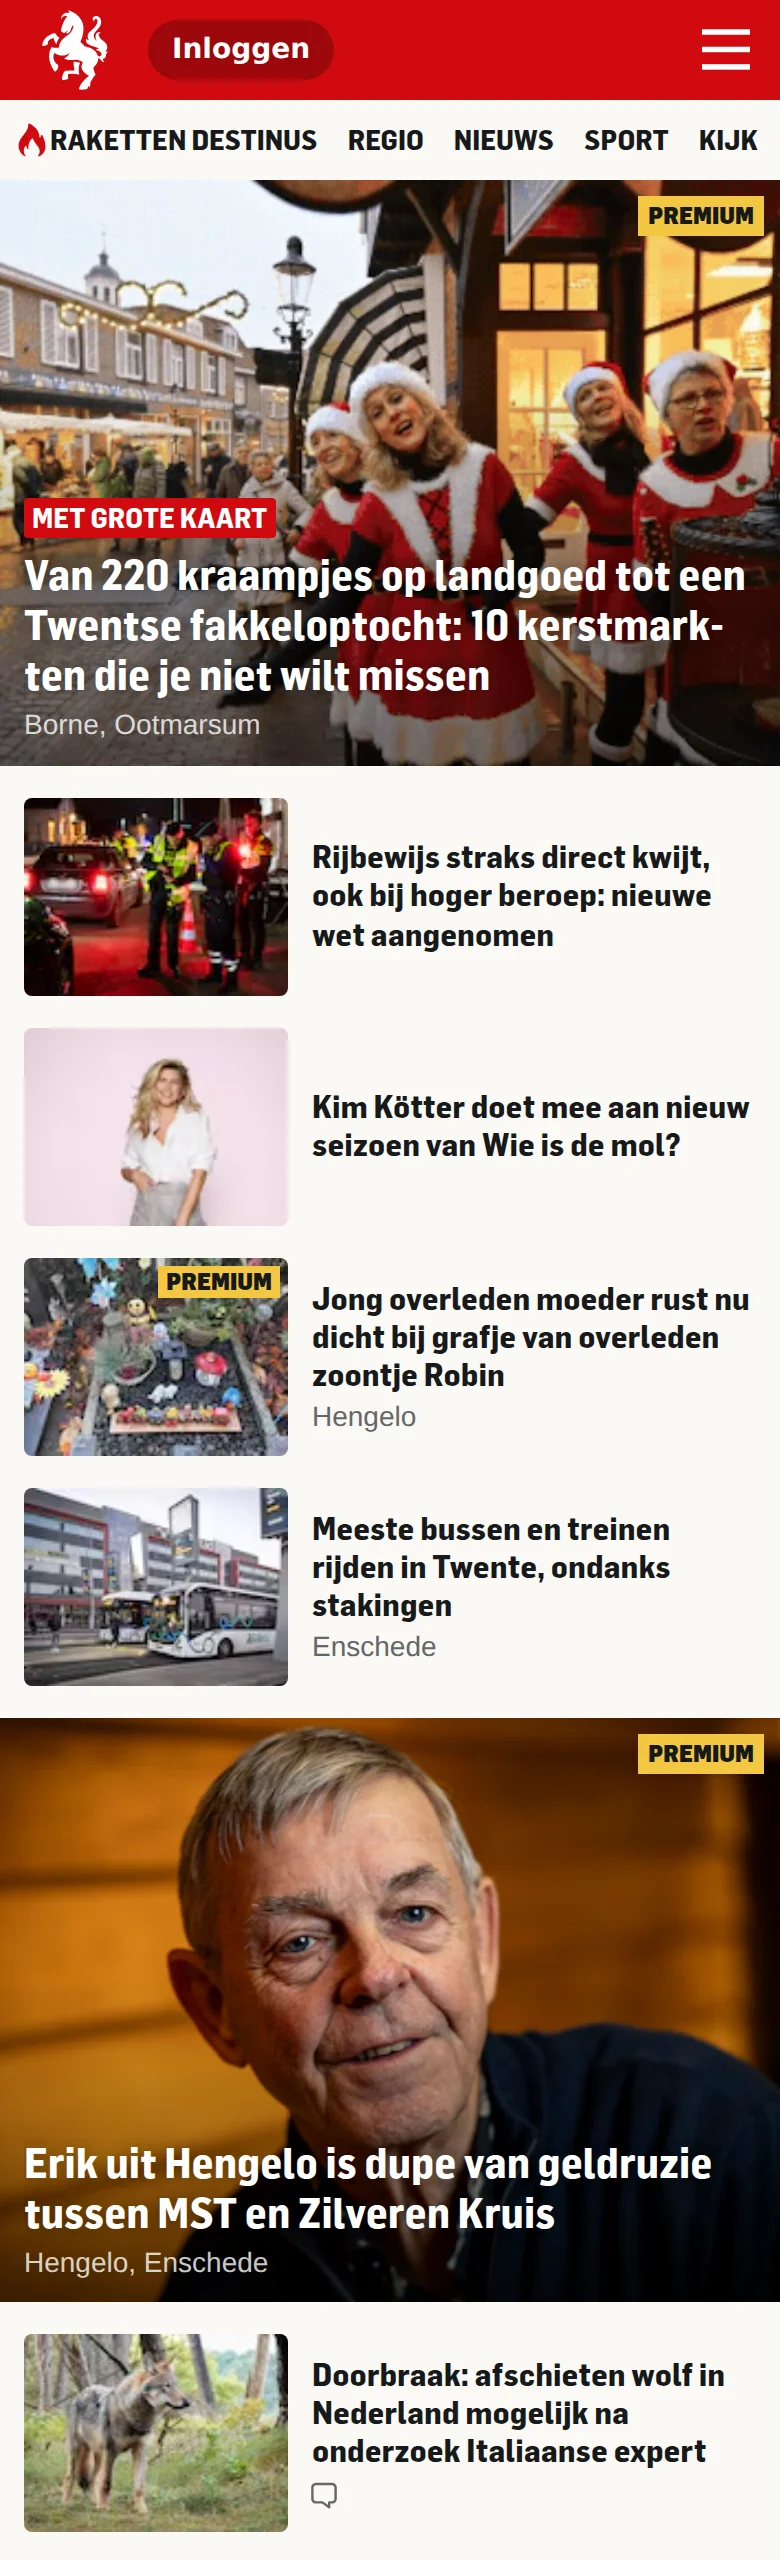 Inloggen
RAKETTEN DESTINUS REGIO NIEUWS SPORT KIJK
PREMIUM
MET GROTE KAART
Van 220 kraampjes op landgoed tot een
Twentse fakkeloptocht: 10 kerstmark-
ten die je niet wilt missen
Borne, Ootmarsum
Rijbewijs straks direct kwijt,
ook bij hoger beroep: nieuwe
wet aangenomen
Kim Kötter doet mee aan nieuw
seizoen van Wie is de mol?
PREMIUM
Jong overleden moeder rust nu
dicht bij grafje van overleden
zoontje Robin
Hengelo
Meeste bussen en treinen
rijden in Twente, ondanks
stakingen
Enschede
PREMIUM
Erik uit Hengelo is dupe van geldruzie
tussen MST en Zilveren Kruis
Hengelo, Enschede
Doorbraak: afschieten wolf in
Nederland mogelijk na
onderzoek Italiaanse expert